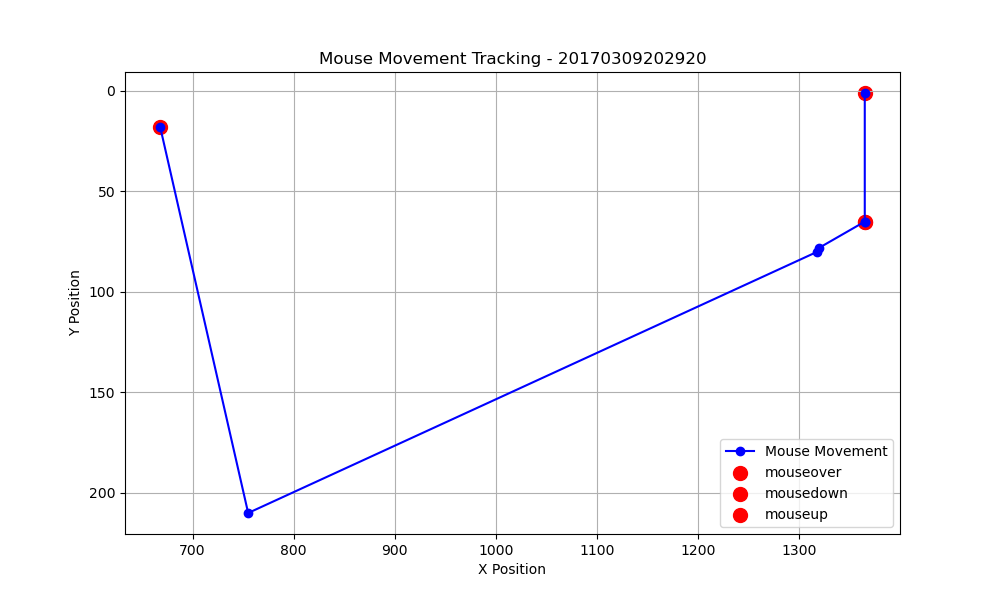 Mouse Movement Tracking - 20170309202920
0
50
100
150
200
Y Position
700
800
900
1000
1100
1200
1300
X Position
Mouse Movement
mouseover
mousedown
mouseup